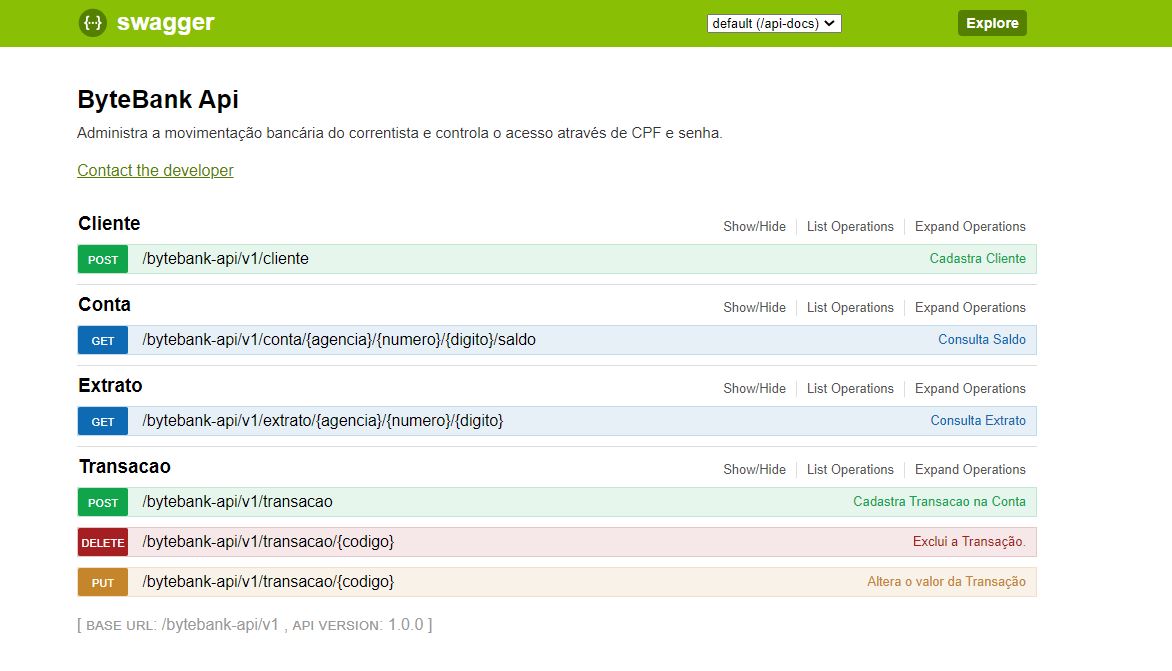 {··} swagger default (/api-docs) Explore
ByteBank Api
Administra a movimentação bancária do correntista e controla o acesso através de CPF e senha.
Contact the developer
Cliente Show/Hide List Operations Expand Operations
POST /bytebank-api/v1/cliente Cadastra Cliente
Conta Show/Hide List Operations Expand Operations
GET /bytebank-api/v1/conta/{agencia}/{numero}/{digito}/saldo Consulta Saldo
Extrato Show/Hide List Operations Expand Operations
GET /bytebank-api/v1/extrato/{agencia}/{numero}/{digito} Consulta Extrato
Transacao Show/Hide List Operations Expand Operations
POST /bytebank-api/v1/transacao Cadastra Transacao na Conta
DELETE /bytebank-api/v1/transacao/{codigo} Exclui a Transação.
PUT /bytebank-api/v1/transacao/{codigo} Altera o valor da Transação
[ BASE URL: /bytebank-api/v1 , API VERSION: 1.0.0 ]